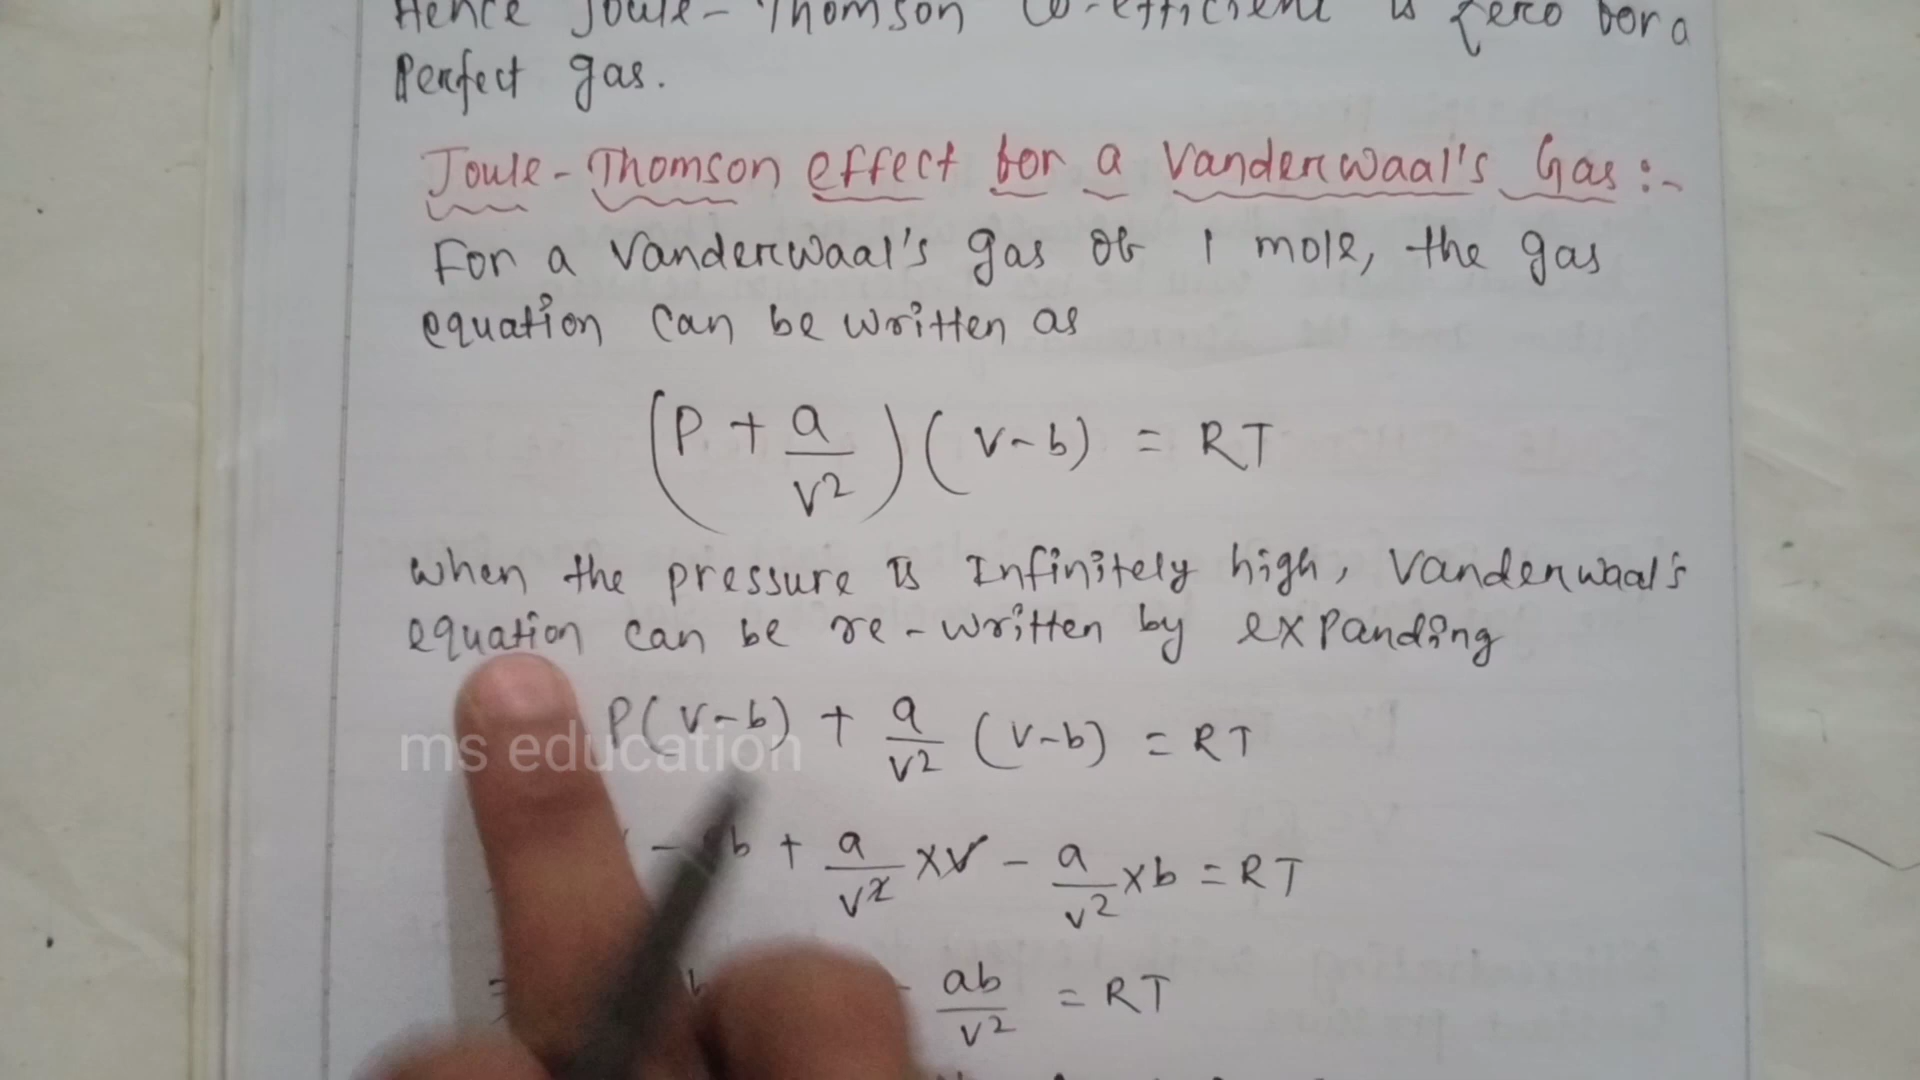 Hence Joule - Thomson Co-efficient is zero for a
Perfect gas.
Joule - Thomson effect for a Vanderwaal's Gas :-
For a Vanderwaal's gas of 1 mole, the gas
equation can be written as
(P + a/v²) (v-b) = RT
when the pressure is Infinitely high, Vanderwaal's
equation can be re-written by expanding
P(v-b) + a/v² (v-b) = RT
ms education
- b + a/v² × v - a/v² × b = RT
ab/v² = RT